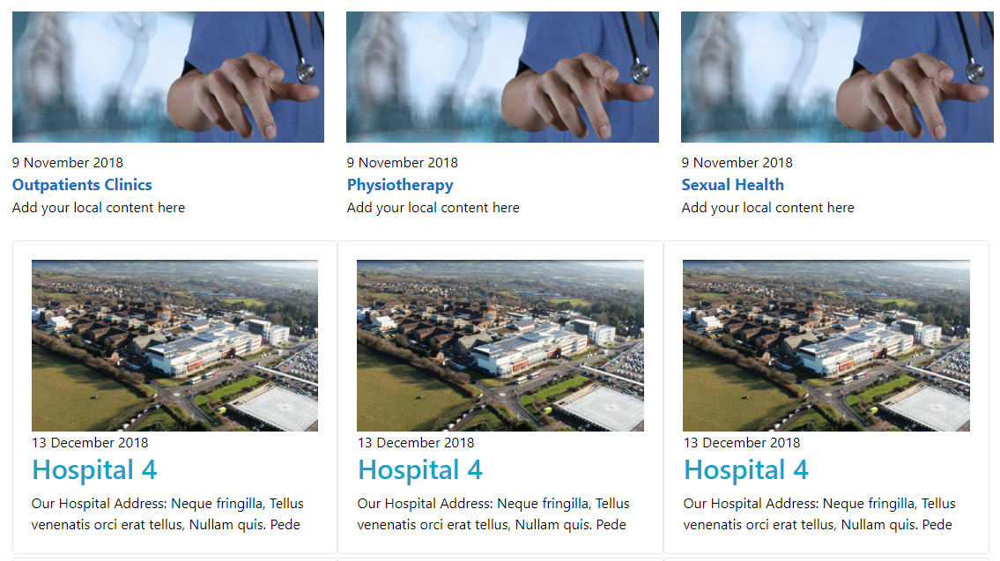 9 November 2018
Outpatients Clinics
Add your local content here
9 November 2018
Physiotherapy
Add your local content here
9 November 2018
Sexual Health
Add your local content here
13 December 2018
Hospital 4
Our Hospital Address: Neque fringilla, Tellus
venenatis orci erat tellus, Nullam quis. Pede
13 December 2018
Hospital 4
Our Hospital Address: Neque fringilla, Tellus
venenatis orci erat tellus, Nullam quis. Pede
13 December 2018
Hospital 4
Our Hospital Address: Neque fringilla, Tellus
venenatis orci erat tellus, Nullam quis. Pede